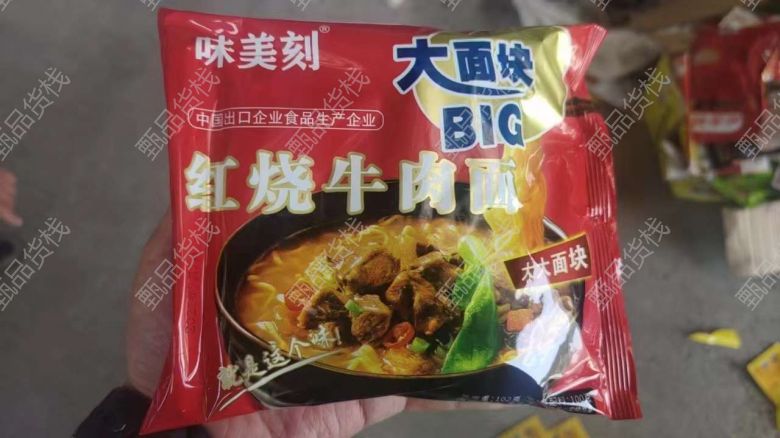 味美刻
大面块
BIG
中国出口企业食品生产企业
红烧牛肉面
大大面块
就是这个味!
甄品货栈